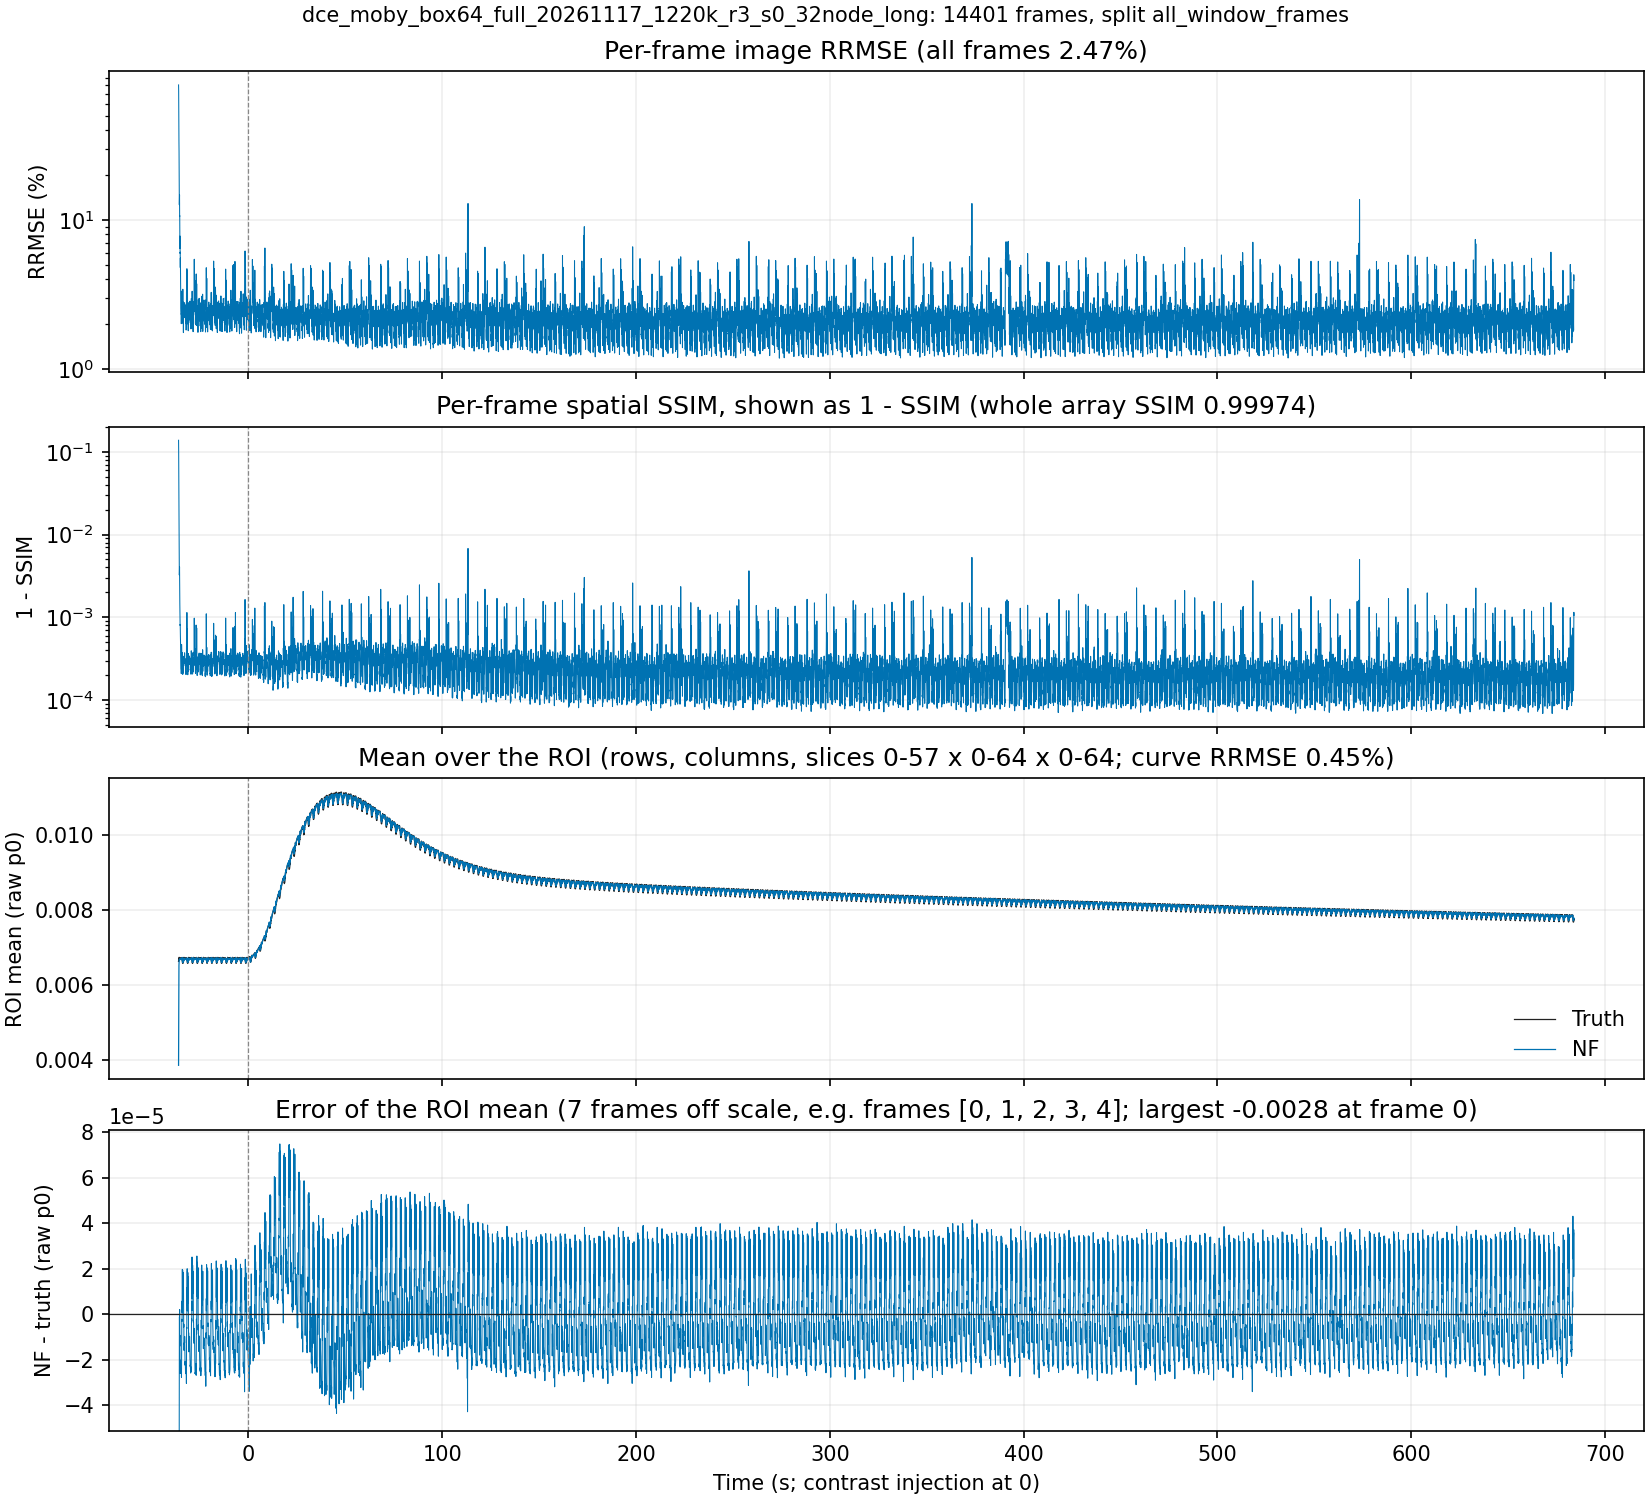 dce_moby_box64_full_20261117_1220k_r3_s0_32node_long: 14401 frames, split all_window_frames
Per-frame image RRMSE (all frames 2.47%)
RRMSE (%)
10¹
10⁰
Per-frame spatial SSIM, shown as 1 - SSIM (whole array SSIM 0.99974)
1 - SSIM
10⁻¹
10⁻²
10⁻³
10⁻⁴
Mean over the ROI (rows, columns, slices 0-57 x 0-64 x 0-64; curve RRMSE 0.45%)
ROI mean (raw p0)
0.010
0.008
0.006
0.004
Truth
NF
Error of the ROI mean (7 frames off scale, e.g. frames [0, 1, 2, 3, 4]; largest -0.0028 at frame 0)
1e−5
NF - truth (raw p0)
8
6
4
2
0
−2
−4
0 100 200 300 400 500 600 700
Time (s; contrast injection at 0)